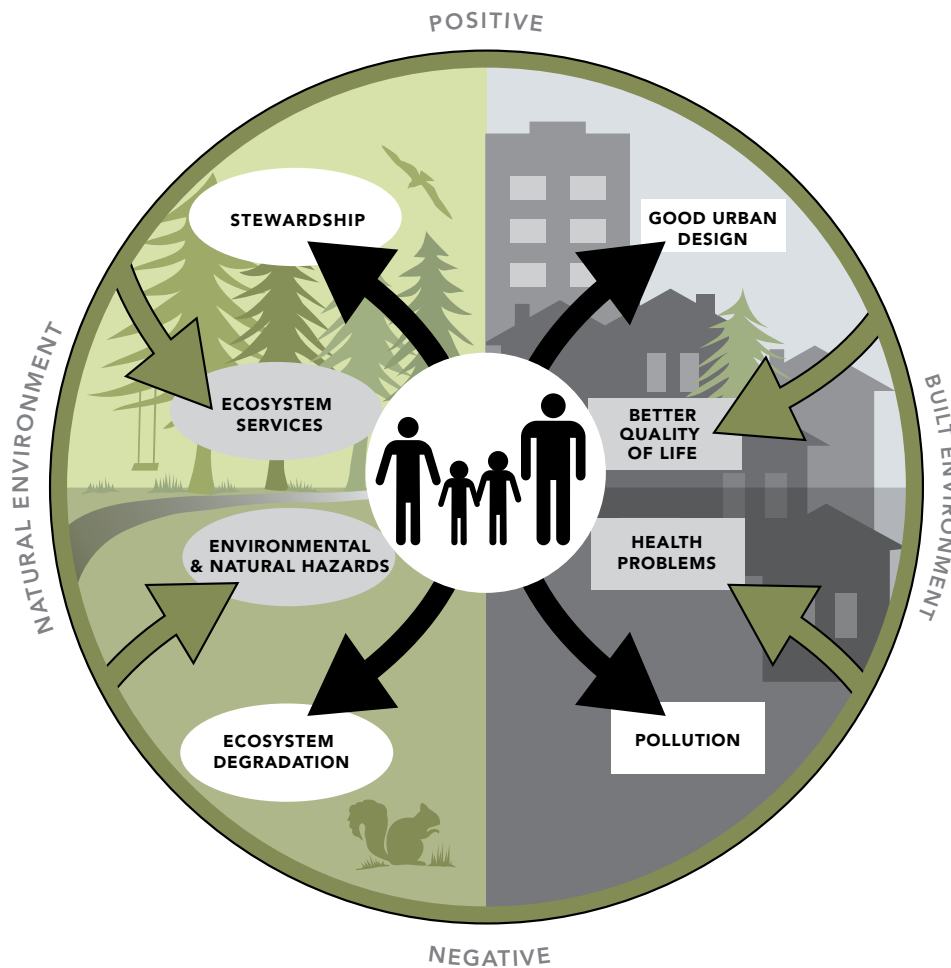 POSITIVE
STEWARDSHIP
GOOD URBAN
DESIGN
NATURAL ENVIRONMENT
BUILT ENVIRONMENT
ECOSYSTEM
SERVICES
BETTER
QUALITY
OF LIFE
ENVIRONMENTAL
& NATURAL HAZARDS
HEALTH
PROBLEMS
ECOSYSTEM
DEGRADATION
POLLUTION
NEGATIVE